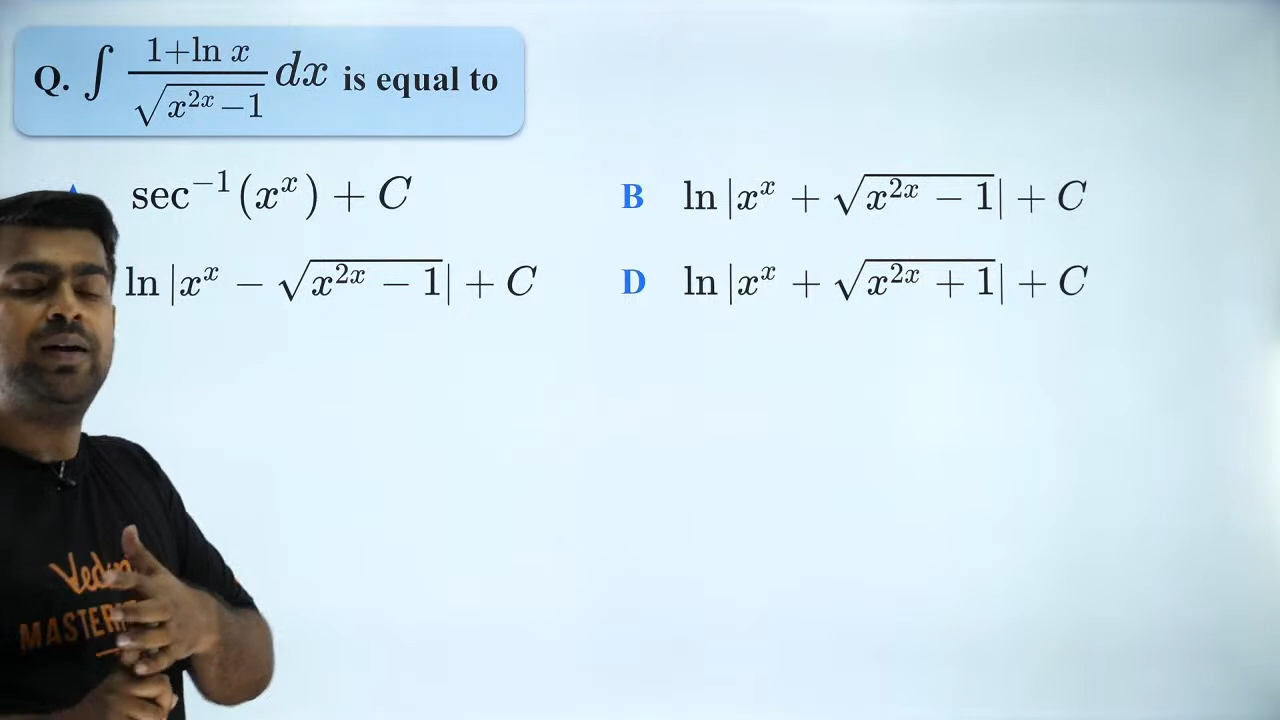 Q. ∫ (1+ln x)/√(x^{2x} −1) dx is equal to
sec^{−1}(x^x) + C
B ln |x^x + √(x^{2x} − 1)| + C
ln |x^x − √(x^{2x} − 1)| + C
D ln |x^x + √(x^{2x} + 1)| + C